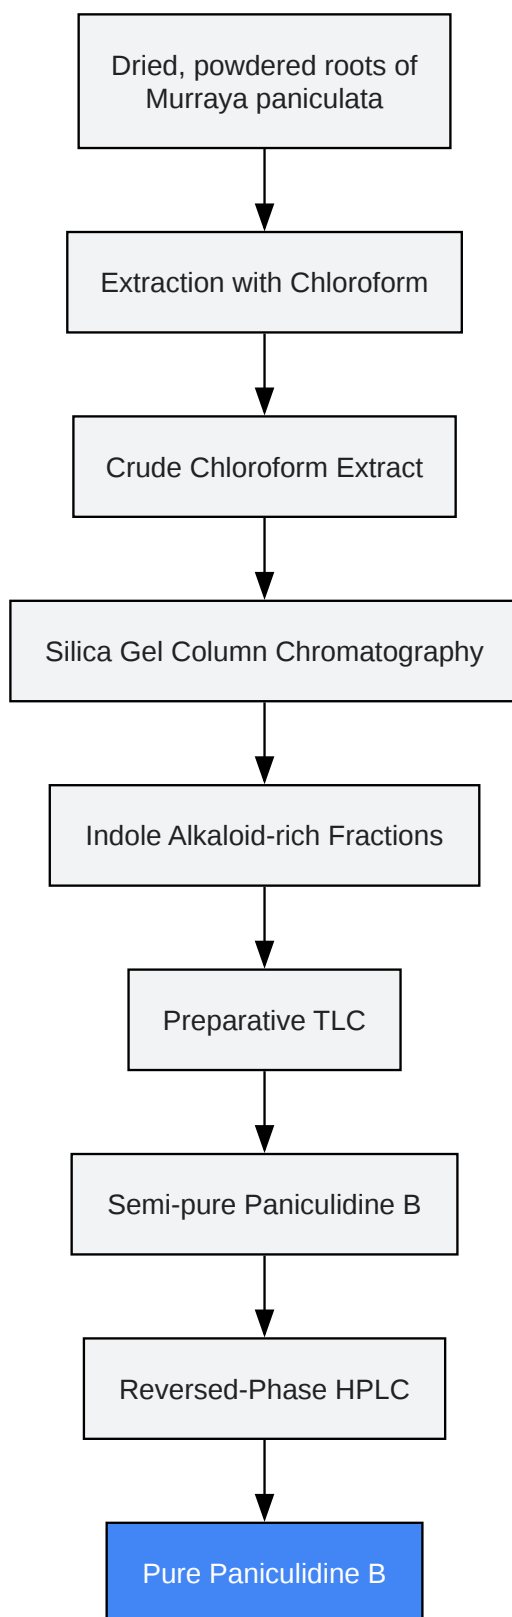 Dried, powdered roots of
Murraya paniculata
Extraction with Chloroform
Crude Chloroform Extract
Silica Gel Column Chromatography
Indole Alkaloid-rich Fractions
Preparative TLC
Semi-pure Paniculidine B
Reversed-Phase HPLC
Pure Paniculidine B